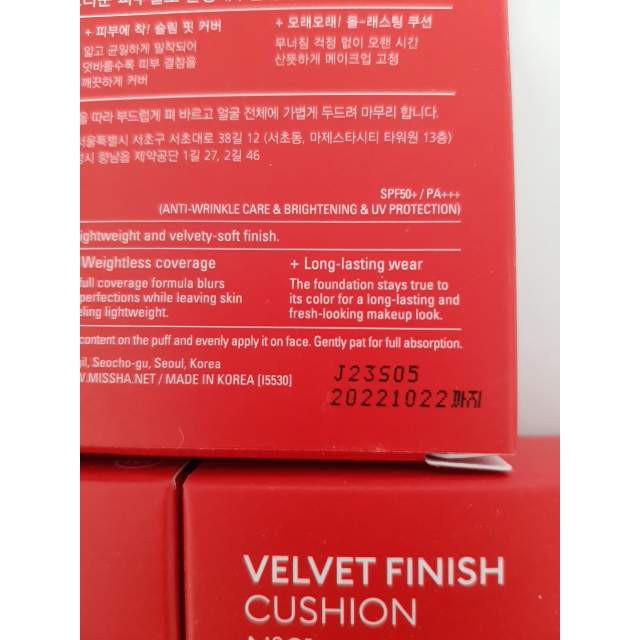 + 피부에 착! 슬림 핏 커버
+ 오래오래! 롱-래스팅 쿠션
얇고 균일하게 밀착되어
덧바를수록 피부 결점을
깨끗하게 커버
무너짐 걱정 없이 오랜 시간
산뜻하게 메이크업 고정
을 따라 부드럽게 펴 바르고 얼굴 전체에 가볍게 두드려 마무리 합니다.
서울특별시 서초구 서초대로 38길 12 (서초동, 마제스타시티 타워원 13층)
향남읍 제약공단 1길 27, 2길 46
SPF50+ / PA+++
(ANTI-WRINKLE CARE & BRIGHTENING & UV PROTECTION)
ightweight and velvety-soft finish.
Weightless coverage
full coverage formula blurs
perfections while leaving skin
eling lightweight.
+ Long-lasting wear
The foundation stays true to
its color for a long-lasting and
fresh-looking makeup look.
content on the puff and evenly apply it on face. Gently pat for full absorption.
gil, Seocho-gu, Seoul, Korea
W.MISSHA.NET / MADE IN KOREA [I5530]
J23S05
20221022까지
VELVET FINISH
CUSHION